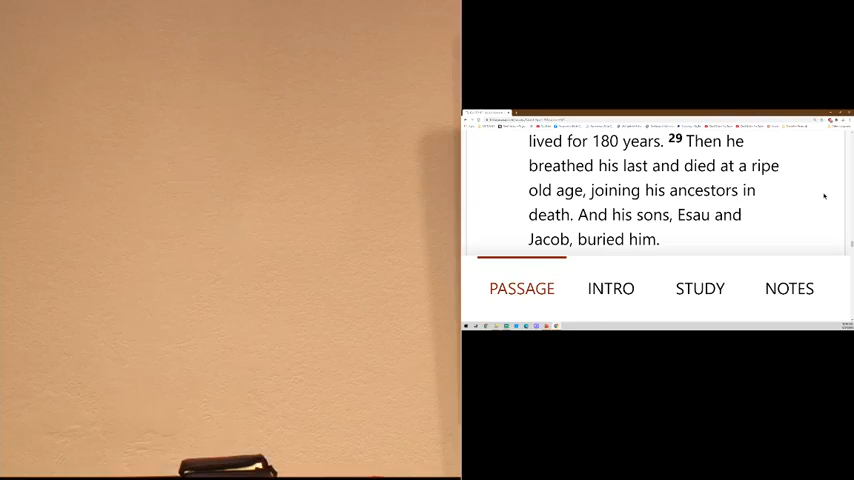 lived for 180 years. 29 Then he
breathed his last and died at a ripe
old age, joining his ancestors in
death. And his sons, Esau and
Jacob, buried him.
PASSAGE INTRO STUDY NOTES